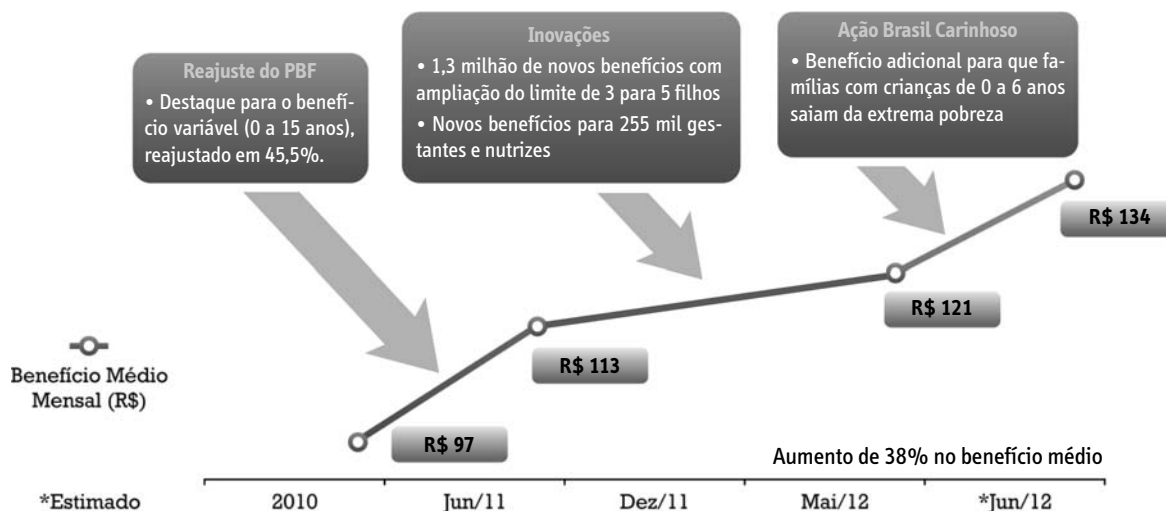 Reajuste do PBF
• Destaque para o benefí-
cio variável (0 a 15 anos),
reajustado em 45,5%.
Inovações
• 1,3 milhão de novos benefícios com
ampliação do limite de 3 para 5 filhos
• Novos benefícios para 255 mil ges-
tantes e nutrizes
Ação Brasil Carinhoso
• Benefício adicional para que fa-
mílias com crianças de 0 a 6 anos
saiam da extrema pobreza
R$ 134
R$ 121
R$ 113
R$ 97
Benefício Médio
Mensal (R$)
Aumento de 38% no benefício médio
*Estimado 2010 Jun/11 Dez/11 Mai/12 *Jun/12